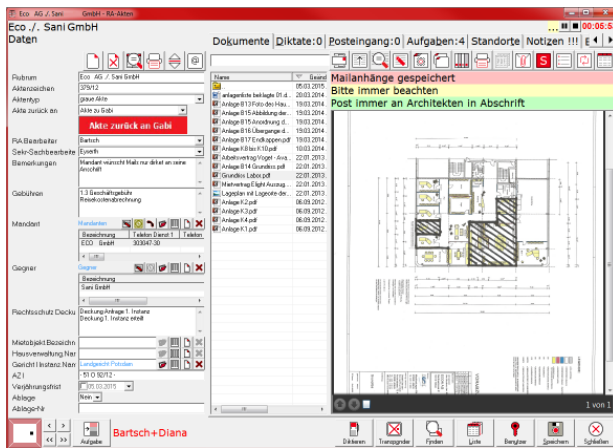 Eco AG ./. Sani GmbH - RA-Akten
Eco ./. Sani GmbH
00:05:5
Daten
Dokumente Diktate:0 Posteingang:0 Aufgaben:4 Standorte Notizen !!! E
Rubrum Eco AG ./. Sani GmbH
Aktenzeichen 379/12
Aktentyp graue Akte
Akte zurück an Akte zu Gabi
Akte zurück an Gabi
RA Bearbeiter Bartsch
Sekr-Sachbearbeite Eyserth
Bemerkungen Mandant wünscht Mails nur direkt an seine
Anschrift
Gebühren 1.3 Geschäftsgebühr
Reisekostenabrechnung
Mandant Mandanten
Bezeichnung Telefon Dienst 1 Telefon
ECO GmbH 303047-30
Gegner Gegner
Bezeichnung
Sani GmbH
Rechtsschutz Decku Deckung Anfrage 1. Instanz
Deckung 1. Instanz erteilt
Mietobjekt Bezeichn
Hausverwaltung Nar
Gericht I Instanz Nam Landgericht Potsdam
AZ I - 51 O 92/12 -
Verjährungsfrist 05.03.2015
Ablage Nein
Ablage-Nr
Name Geänd
05.03.2015
anlagenliste beklagte 01.d... 20.03.2014
Anlage B13 Foto des Hau... 19.03.2014
Anlage B15 Abbildung der... 19.03.2014
Anlage B15 Anordnung d... 19.03.2014
Anlage B16 Übergange d... 19.03.2014
Anlage B17 Endkappen.pdf 19.03.2014
Anlage K8 bis K10.pdf 19.03.2014
Arbeitsvertrag Vogel - Ava... 22.01.2013
Anlage B14 Grundriss.pdf 22.01.2013
Grundriss Labor.pdf 22.01.2013
Mietvertrag Elight Auszug ... 22.01.2013
Lageplan mit Logeorte der... 22.01.2013
Anlage K2.pdf 06.09.2012
Anlage K3.pdf 06.09.2012
Anlage K4.pdf 06.09.2012
Anlage K1.pdf 06.09.2012
Mailanhänge gespeichert
Bitte immer beachten
Post immer an Architekten in Abschrift
1 von 1
Aufgabe
Bartsch+Diana
Diktieren
Transponder
Finden
Liste
Benutzer
Speichern
Schließen